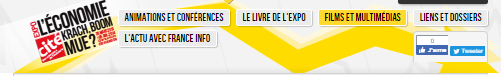 EXPO
L'ÉCONOMIE
KRACH, BOOM
MUE?
cité
ANIMATIONS ET CONFÉRENCES
LE LIVRE DE L'EXPO
FILMS ET MULTIMÉDIAS
LIENS ET DOSSIERS
L'ACTU AVEC FRANCE INFO
0
J'aime
Tweeter